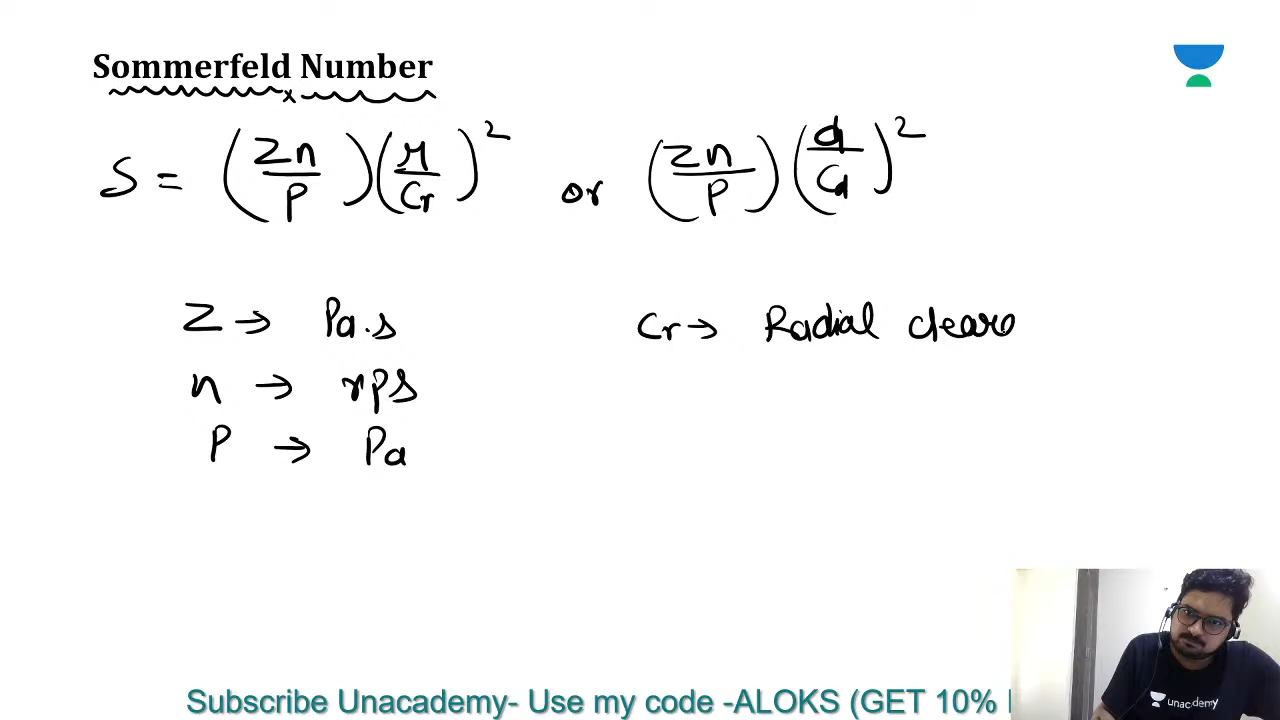 Sommerfeld Number
S = (Zn/P)(r/Cr)² or (Zn/P)(d/Cd)²
Z → Pa.s Cr → Radial clear
n → rps
P → Pa
unacademy
Subscribe Unacademy- Use my code -ALOKS (GET 10%